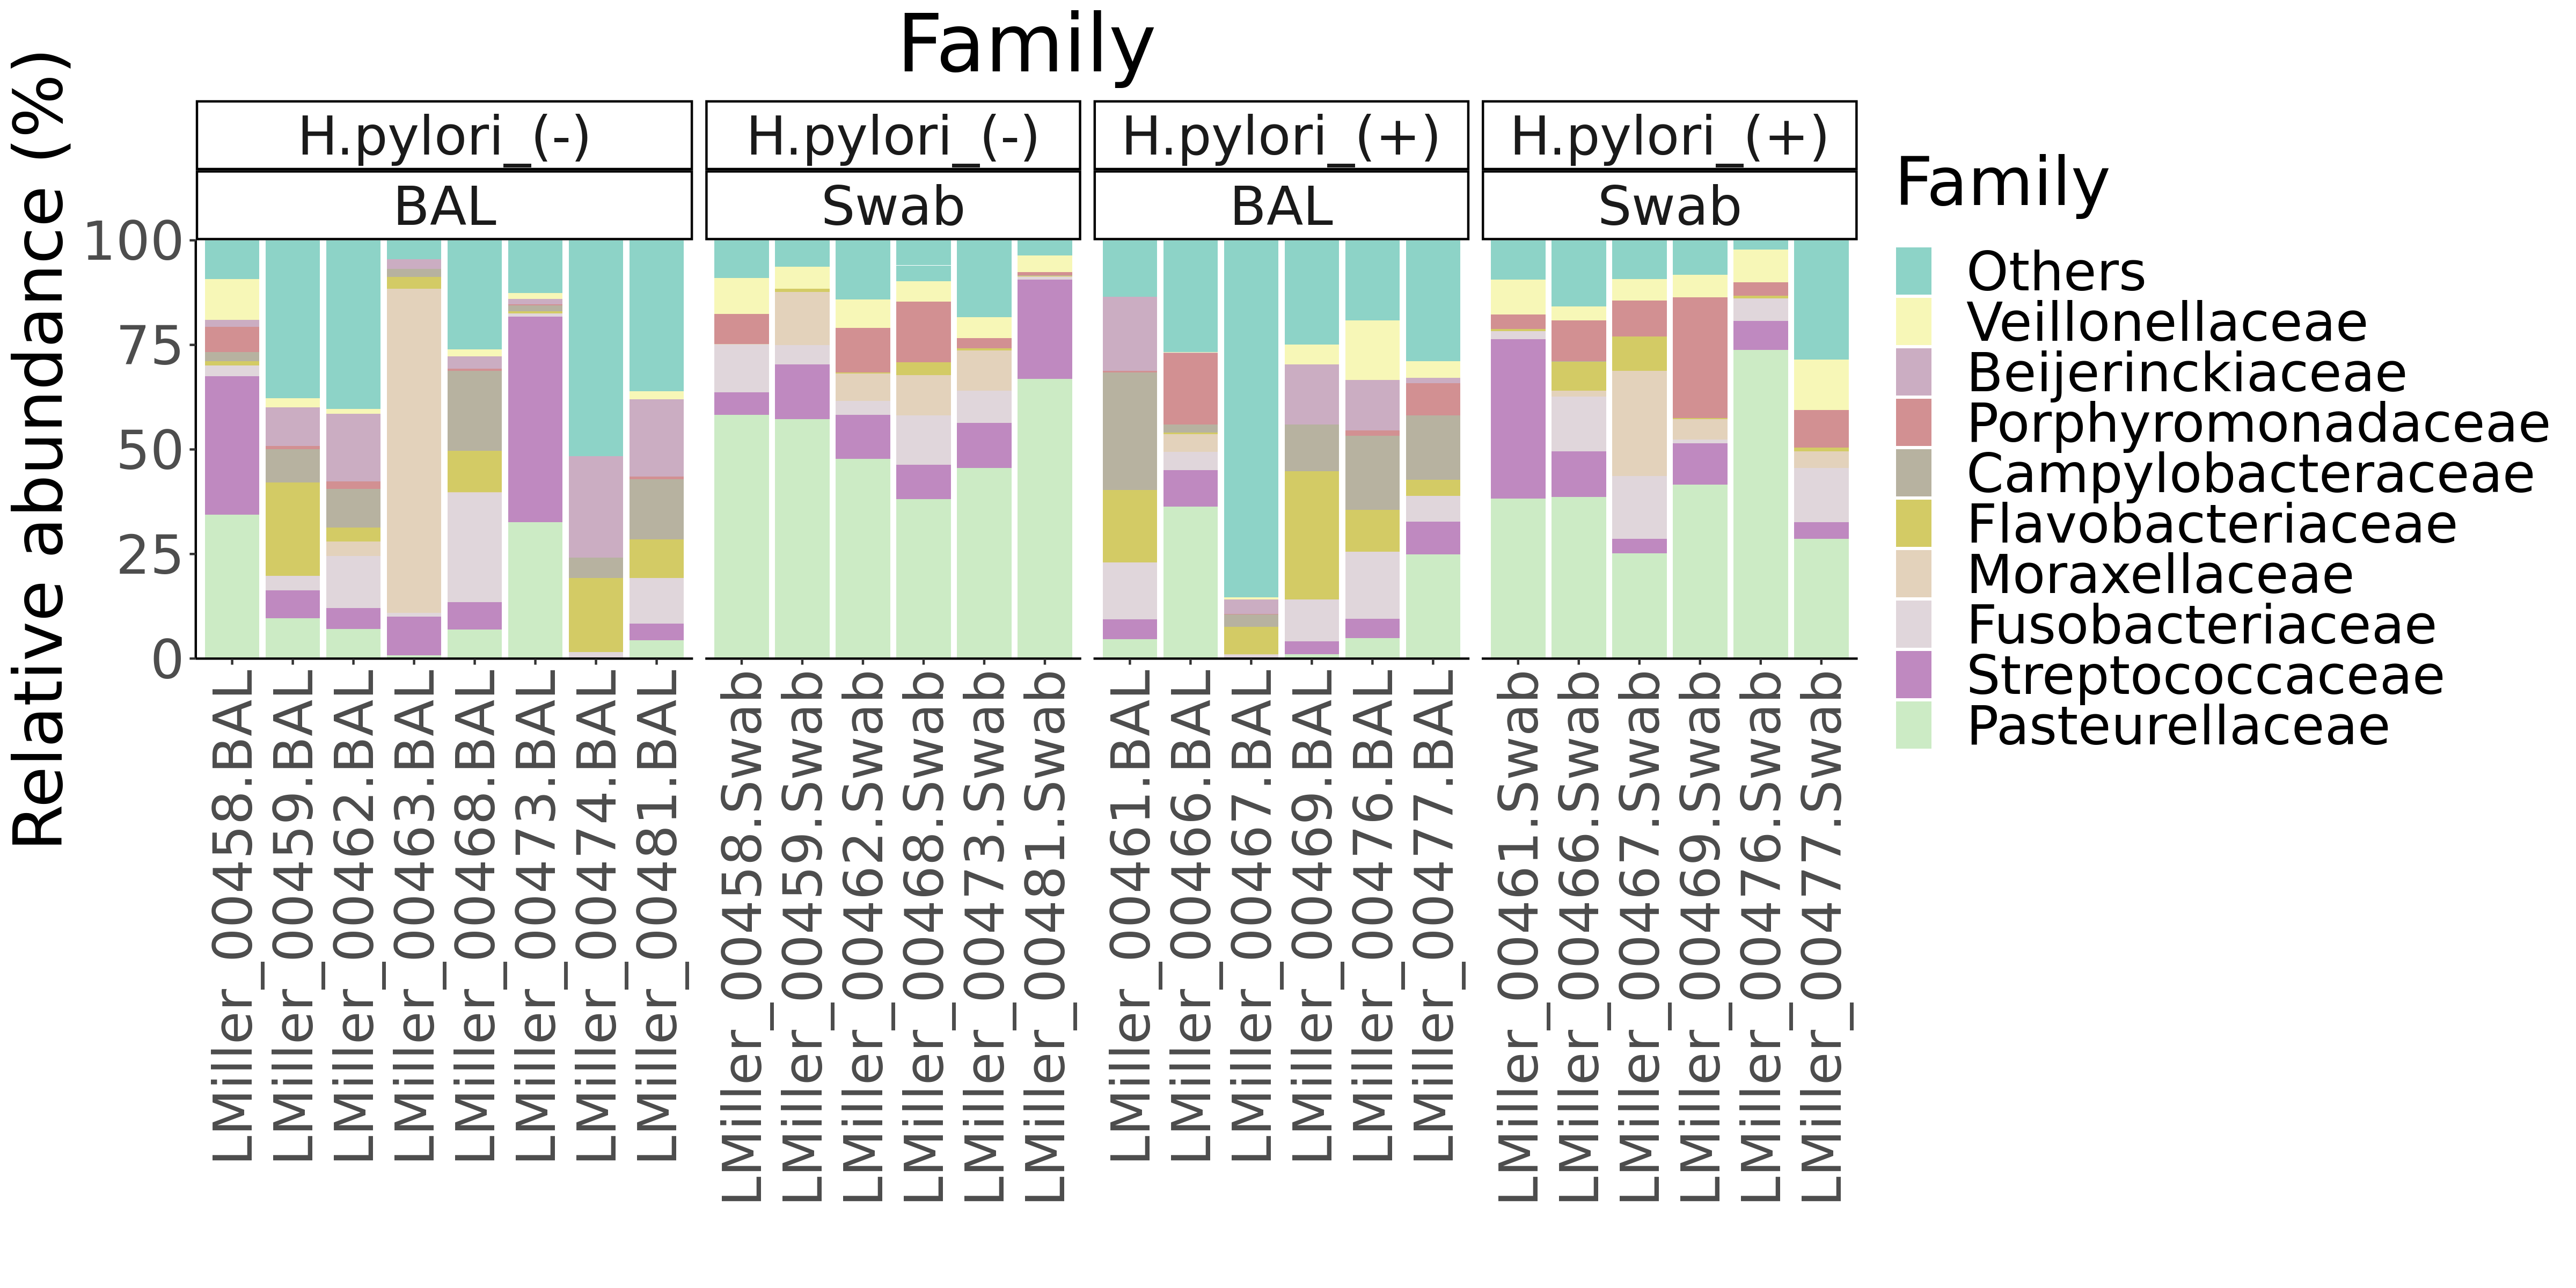 Family
Relative abundance (%)
H.pylori_(-)
H.pylori_(-)
H.pylori_(+)
H.pylori_(+)
BAL
Swab
BAL
Swab
100
75
50
25
0
LMiller_00458.BAL
LMiller_00459.BAL
LMiller_00462.BAL
LMiller_00463.BAL
LMiller_00468.BAL
LMiller_00473.BAL
LMiller_00474.BAL
LMiller_00481.BAL
LMiller_00458.Swab
LMiller_00459.Swab
LMiller_00462.Swab
LMiller_00468.Swab
LMiller_00473.Swab
LMiller_00481.Swab
LMiller_00461.BAL
LMiller_00466.BAL
LMiller_00467.BAL
LMiller_00469.BAL
LMiller_00476.BAL
LMiller_00477.BAL
LMiller_00461.Swab
LMiller_00466.Swab
LMiller_00467.Swab
LMiller_00469.Swab
LMiller_00476.Swab
LMiller_00477.Swab
Family
Others
Veillonellaceae
Beijerinckiaceae
Porphyromonadaceae
Campylobacteraceae
Flavobacteriaceae
Moraxellaceae
Fusobacteriaceae
Streptococcaceae
Pasteurellaceae